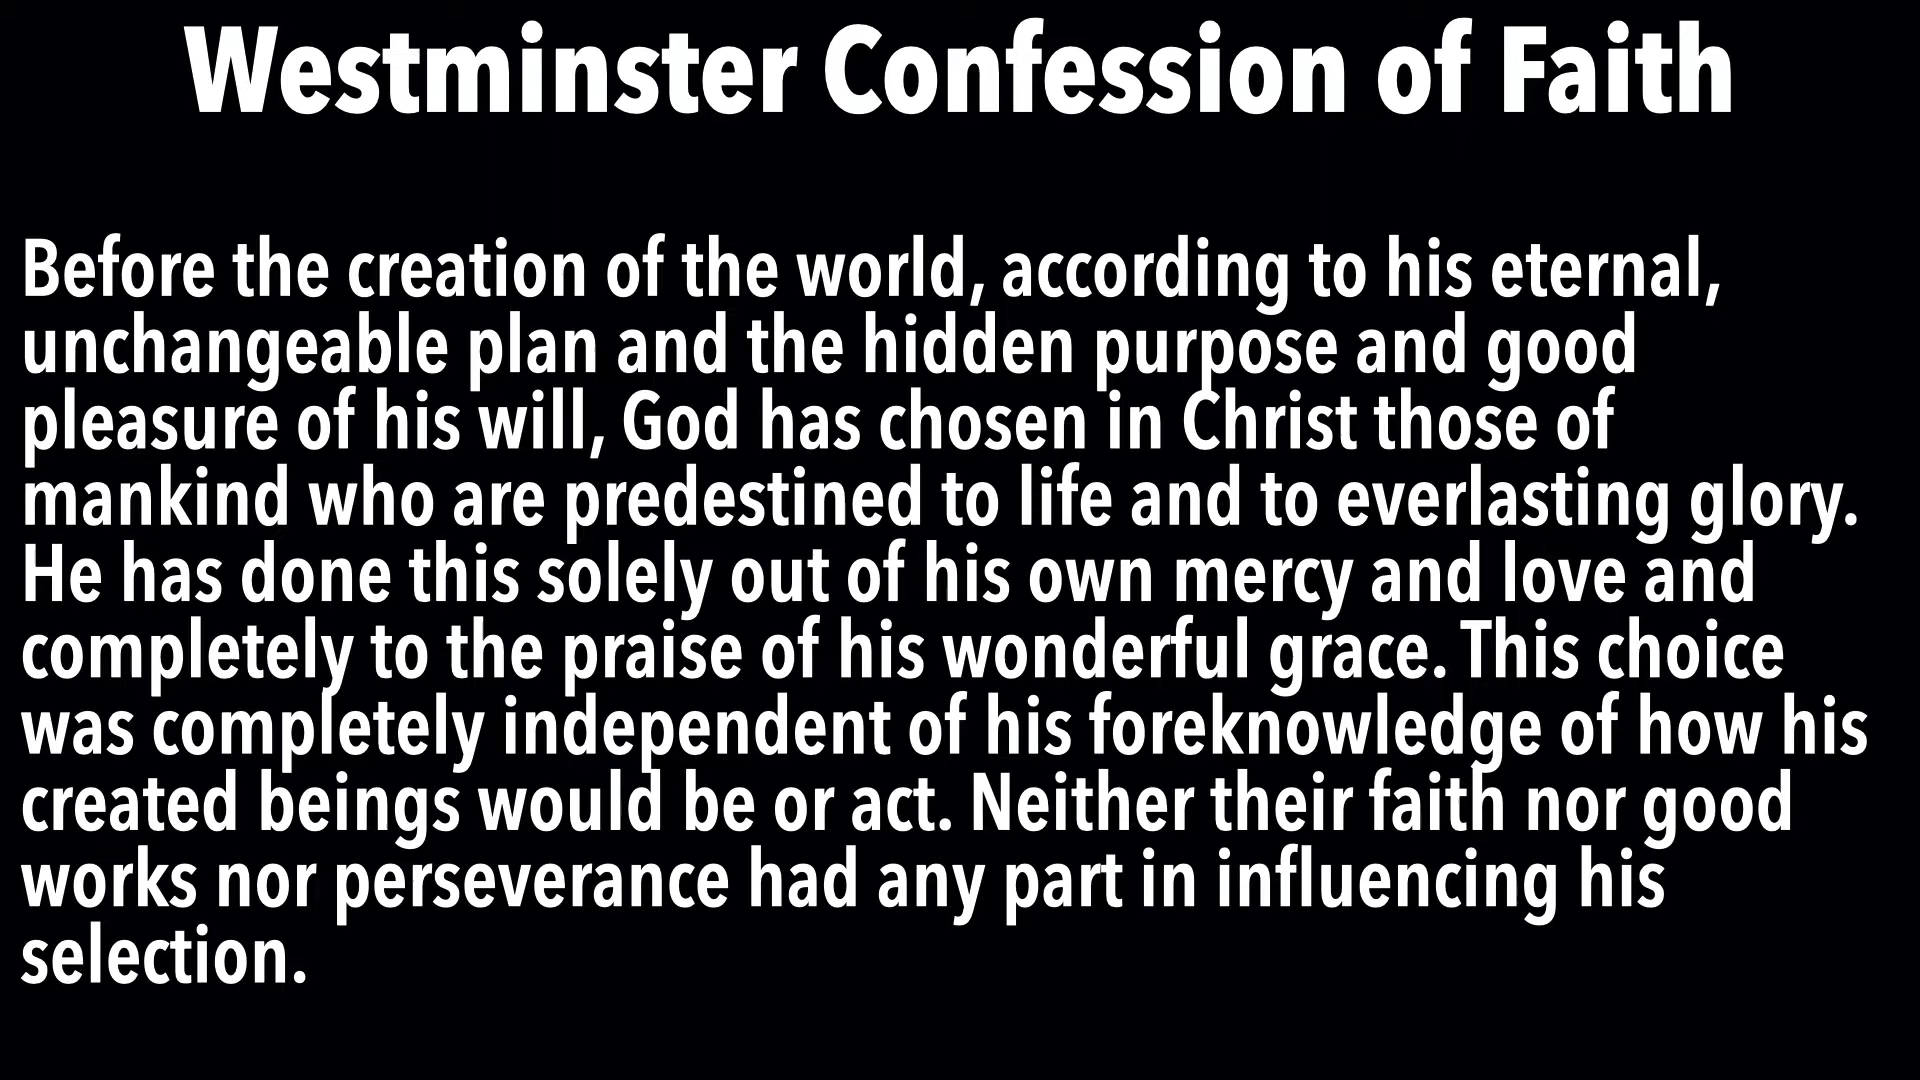 Westminster Confession of Faith
Before the creation of the world, according to his eternal,
unchangeable plan and the hidden purpose and good
pleasure of his will, God has chosen in Christ those of
mankind who are predestined to life and to everlasting glory.
He has done this solely out of his own mercy and love and
completely to the praise of his wonderful grace. This choice
was completely independent of his foreknowledge of how his
created beings would be or act. Neither their faith nor good
works nor perseverance had any part in influencing his
selection.